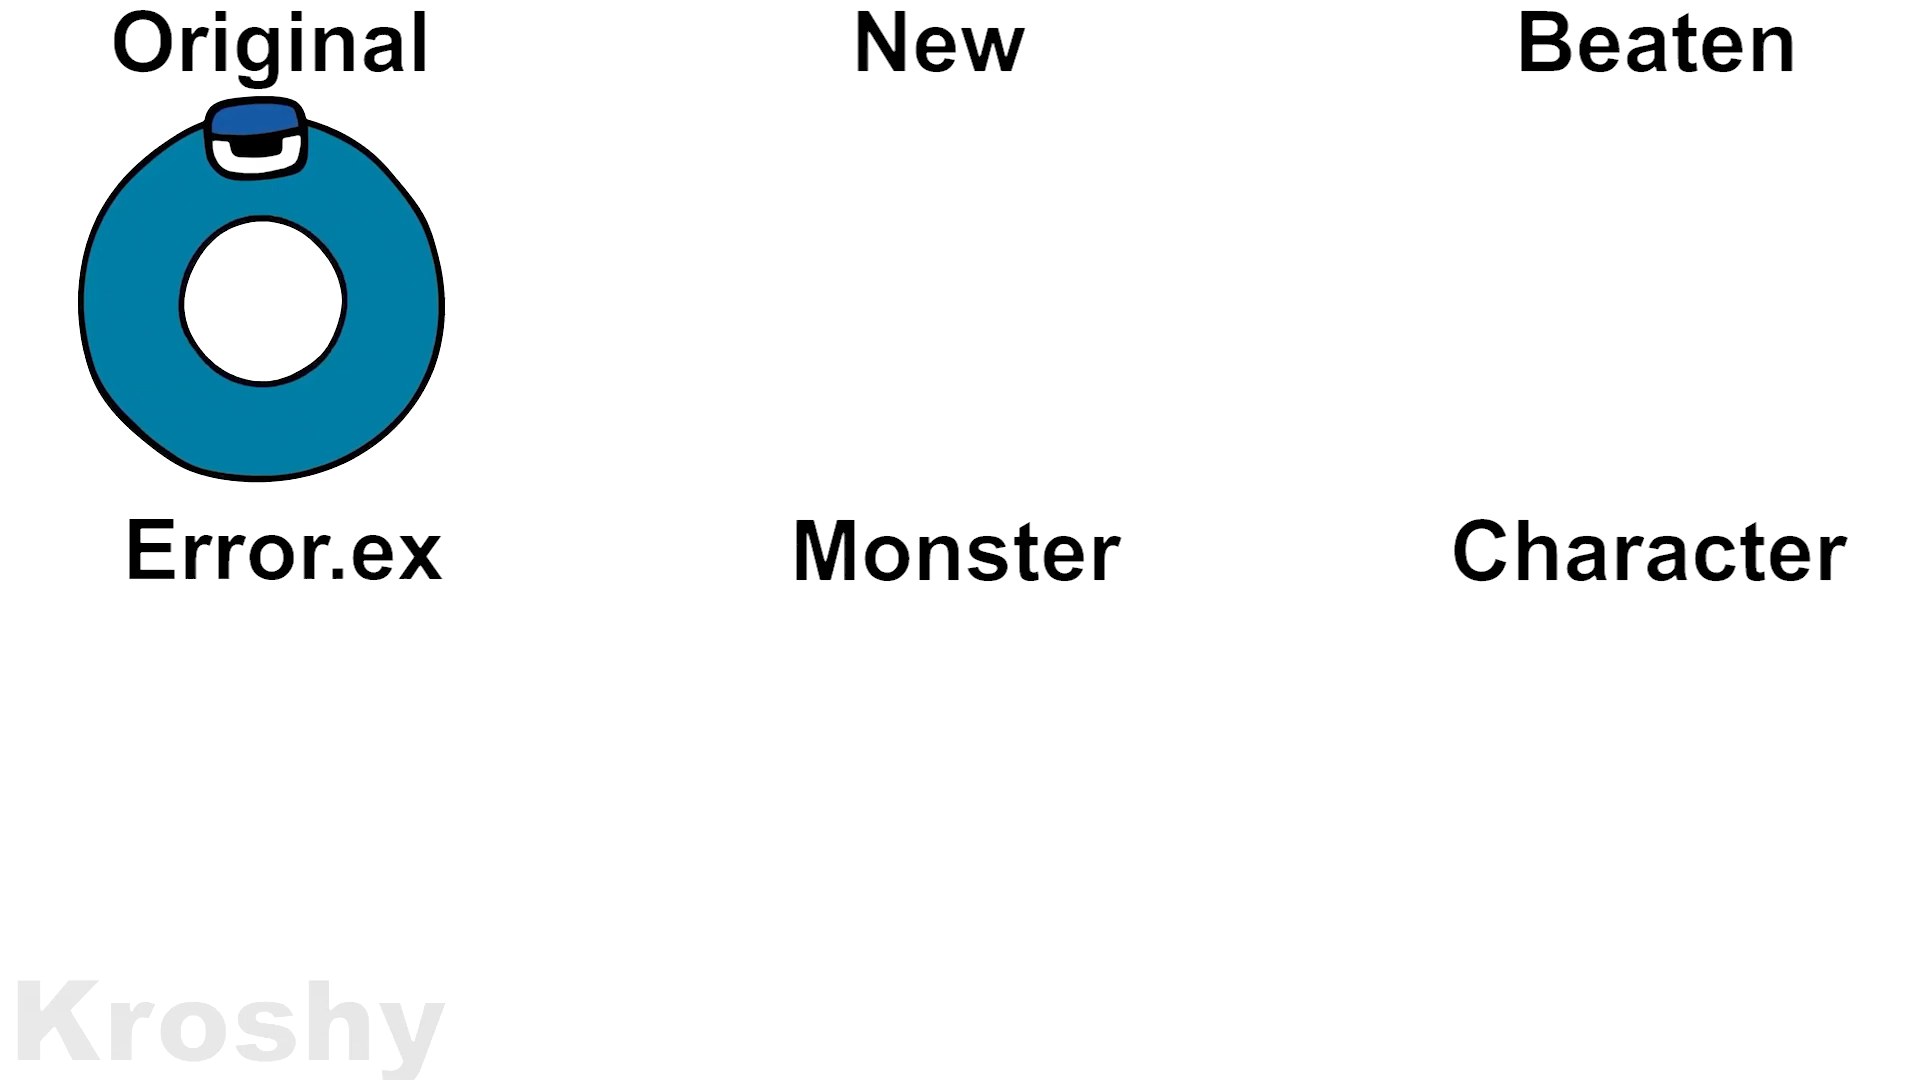 Original
New
Beaten
Error.ex
Monster
Character
Kroshy